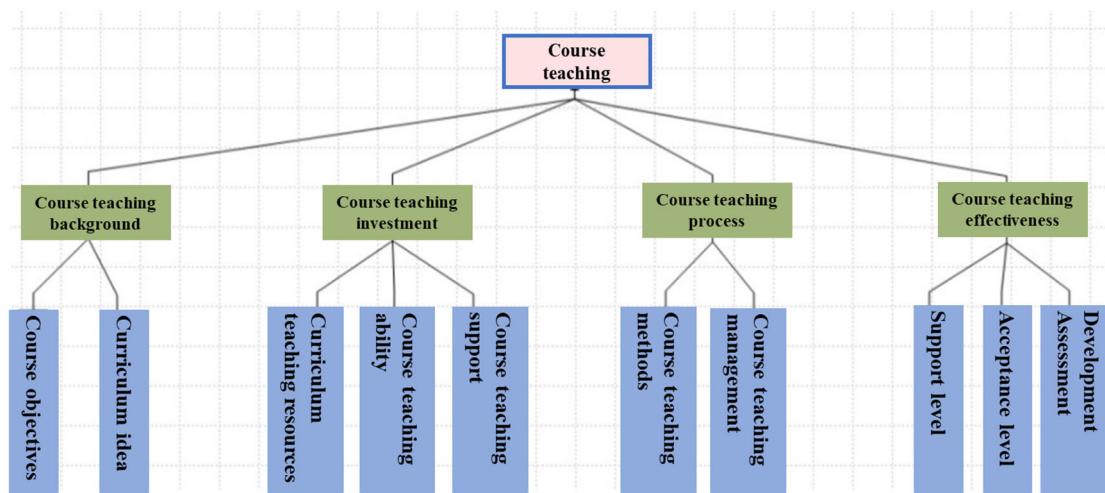 Course
teaching
Course teaching
background
Course teaching
investment
Course teaching
process
Course teaching
effectiveness
Course objectives
Curriculum idea
Curriculum
teaching resources
Course teaching
ability
Course teaching
support
Course teaching
methods
Course teaching
management
Support level
Acceptance level
Development
Assessment